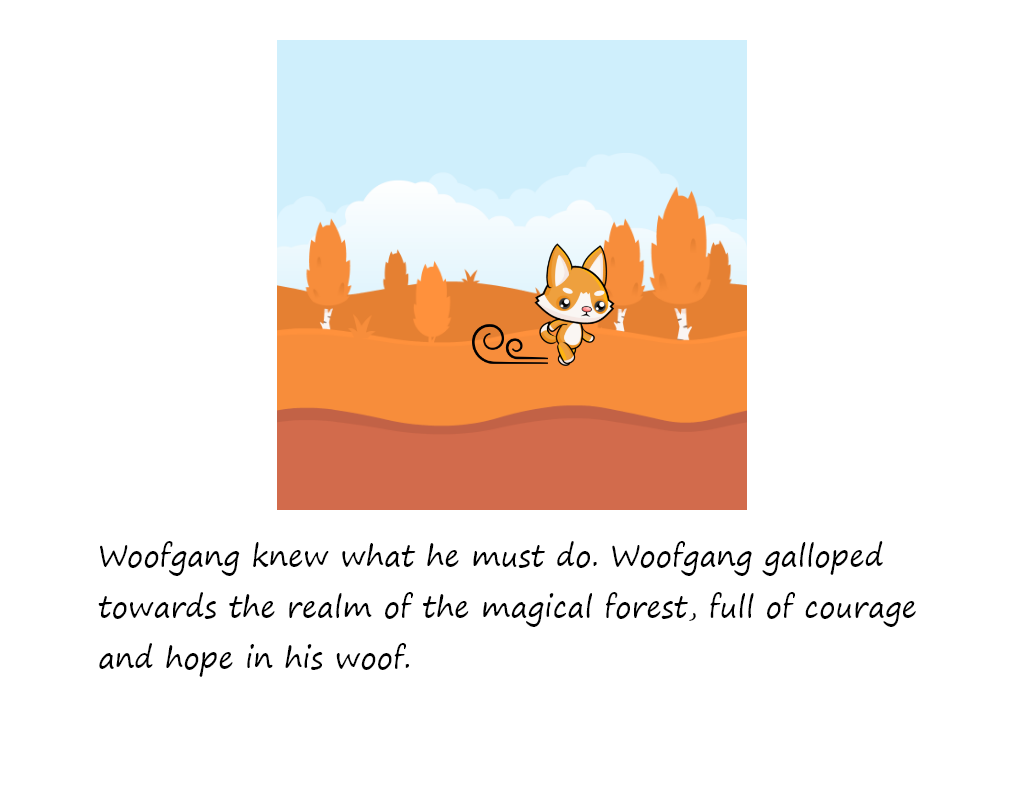 Woofgang knew what he must do. Woofgang galloped
towards the realm of the magical forest, full of courage
and hope in his woof.